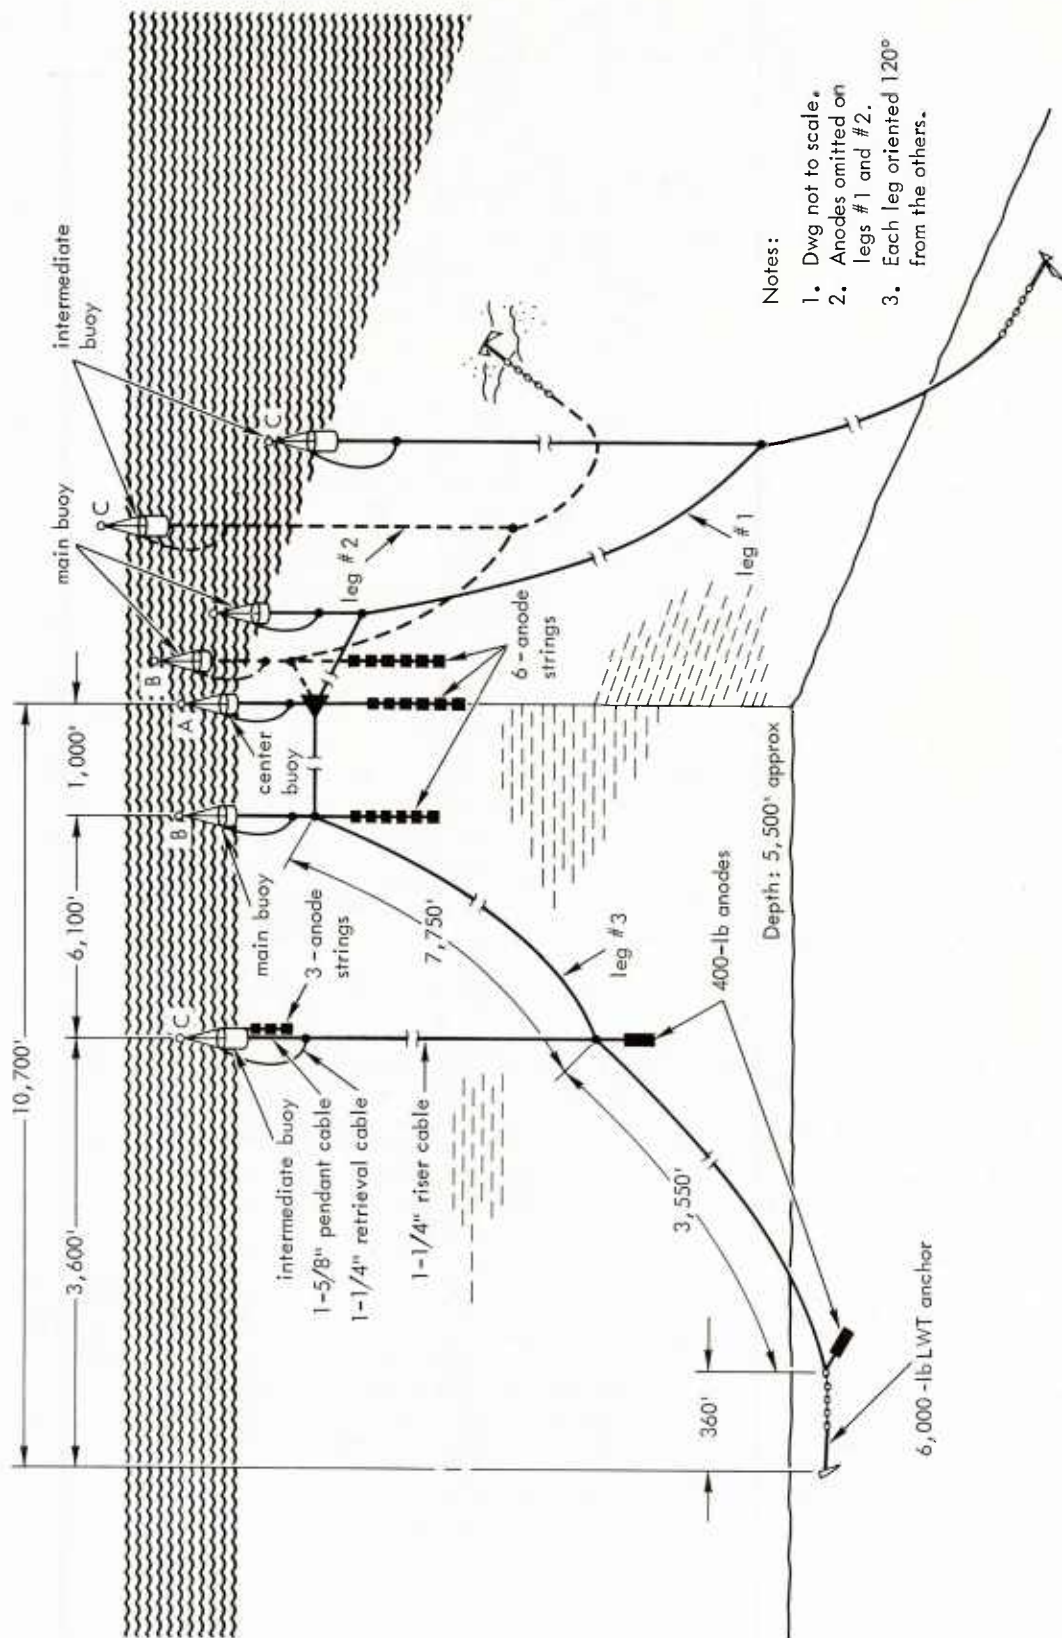 10,700'
3,600'
6,100'
1,000'
main buoy
intermediate
buoy
C
B
A
B
C
C
center
buoy
main buoy
3-anode
strings
intermediate buoy
1-5/8" pendant cable
1-1/4" retrieval cable
1-1/4" riser cable
leg #2
6-anode
strings
leg #1
7,750'
leg #3
3,550'
360'
400-lb anodes
Depth: 5,500' approx
6,000-lb LWT anchor
Notes:
1. Dwg not to scale.
2. Anodes omitted on
legs #1 and #2.
3. Each leg oriented 120°
from the others.